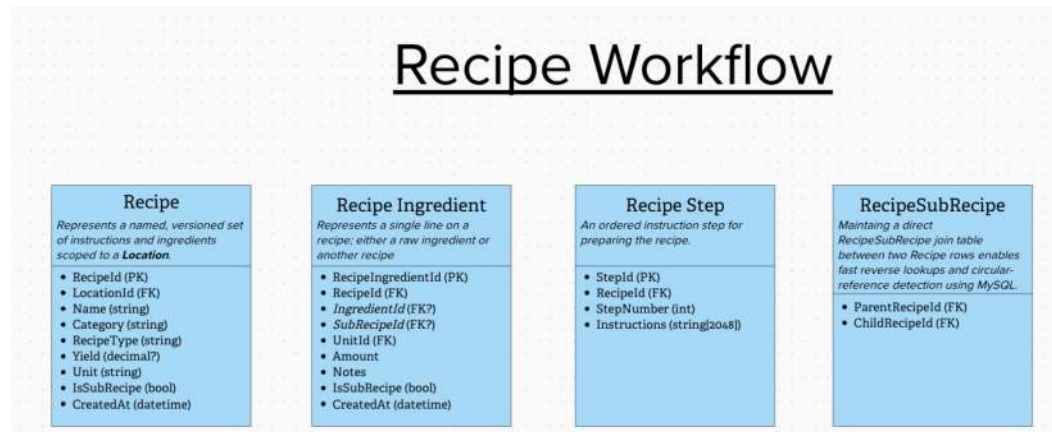 Recipe Workflow
Recipe
Represents a named, versioned set
of instructions and ingredients
scoped to a Location.
• RecipeId (PK)
• LocationId (FK)
• Name (string)
• Category (string)
• RecipeType (string)
• Yield (decimal?)
• Unit (string)
• IsSubRecipe (bool)
• CreatedAt (datetime)
Recipe Ingredient
Represents a single line on a
recipe; either a raw ingredient or
another recipe
• RecipeIngredientId (PK)
• RecipeId (FK)
• IngredientId (FK?)
• SubRecipeId (FK?)
• UnitId (FK)
• Amount
• Notes
• IsSubRecipe (bool)
• CreatedAt (datetime)
Recipe Step
An ordered instruction step for
preparing the recipe.
• StepId (PK)
• RecipeId (FK)
• StepNumber (int)
• Instructions (string[2048])
RecipeSubRecipe
Maintaing a direct
RecipeSubRecipe join table
between two Recipe rows enables
fast reverse lookups and circular-
reference detection using MySQL.
• ParentRecipeId (FK)
• ChildRecipeId (FK)